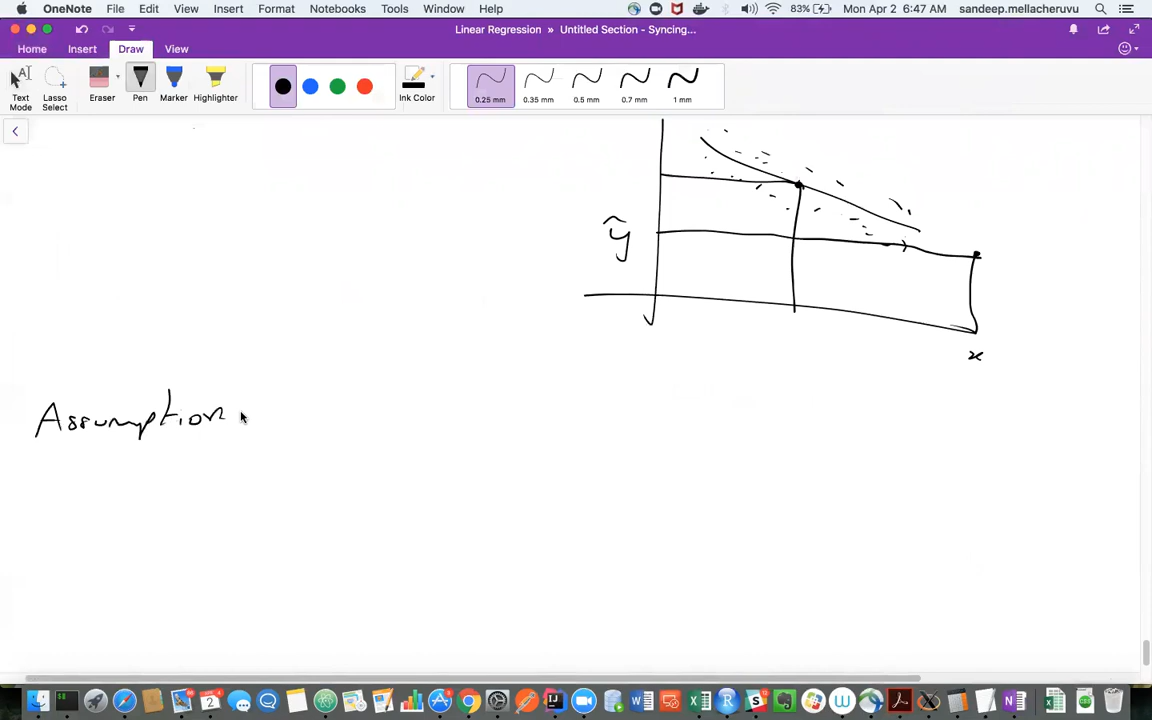 OneNote File Edit View Insert Format Notebooks Tools Window Help 83% Mon Apr 2 6:47 AM sandeep.mellacheruvu
Linear Regression » Untitled Section - Syncing...
Home Insert Draw View
Text Mode
Lasso Select
Eraser
Pen
Marker
Highlighter
Ink Color
0.25 mm
0.35 mm
0.5 mm
0.7 mm
1 mm
ŷ
x
Assumption